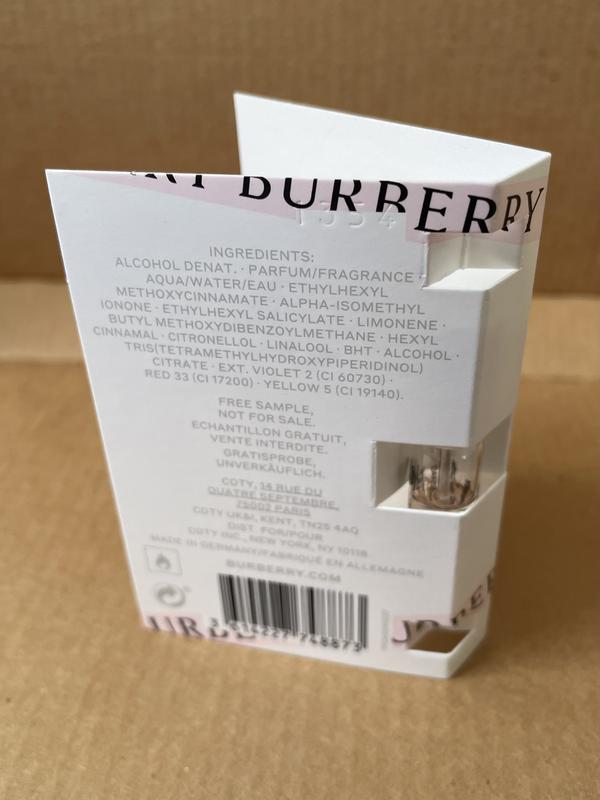 BURBERRY
1354
INGREDIENTS:
ALCOHOL DENAT. · PARFUM/FRAGRANCE ·
AQUA/WATER/EAU · ETHYLHEXYL
METHOXYCINNAMATE · ALPHA-ISOMETHYL
IONONE · ETHYLHEXYL SALICYLATE · LIMONENE ·
BUTYL METHOXYDIBENZOYLMETHANE · HEXYL
CINNAMAL · CITRONELLOL · LINALOOL · BHT · ALCOHOL ·
TRIS(TETRAMETHYLHYDROXYPIPERIDINOL)
CITRATE · EXT. VIOLET 2 (CI 60730) ·
RED 33 (CI 17200) · YELLOW 5 (CI 19140).
FREE SAMPLE,
NOT FOR SALE.
ECHANTILLON GRATUIT,
VENTE INTERDITE.
GRATISPROBE,
UNVERKÄUFLICH.
COTY, 14 RUE DU
QUATRE SEPTEMBRE,
75002 PARIS
COTY UK&I, KENT, TN25 4AQ
DIST. FOR/POUR
COTY INC., NEW YORK, NY 10118
MADE IN GERMANY/FABRIQUÉ EN ALLEMAGNE
BURBERRY.COM